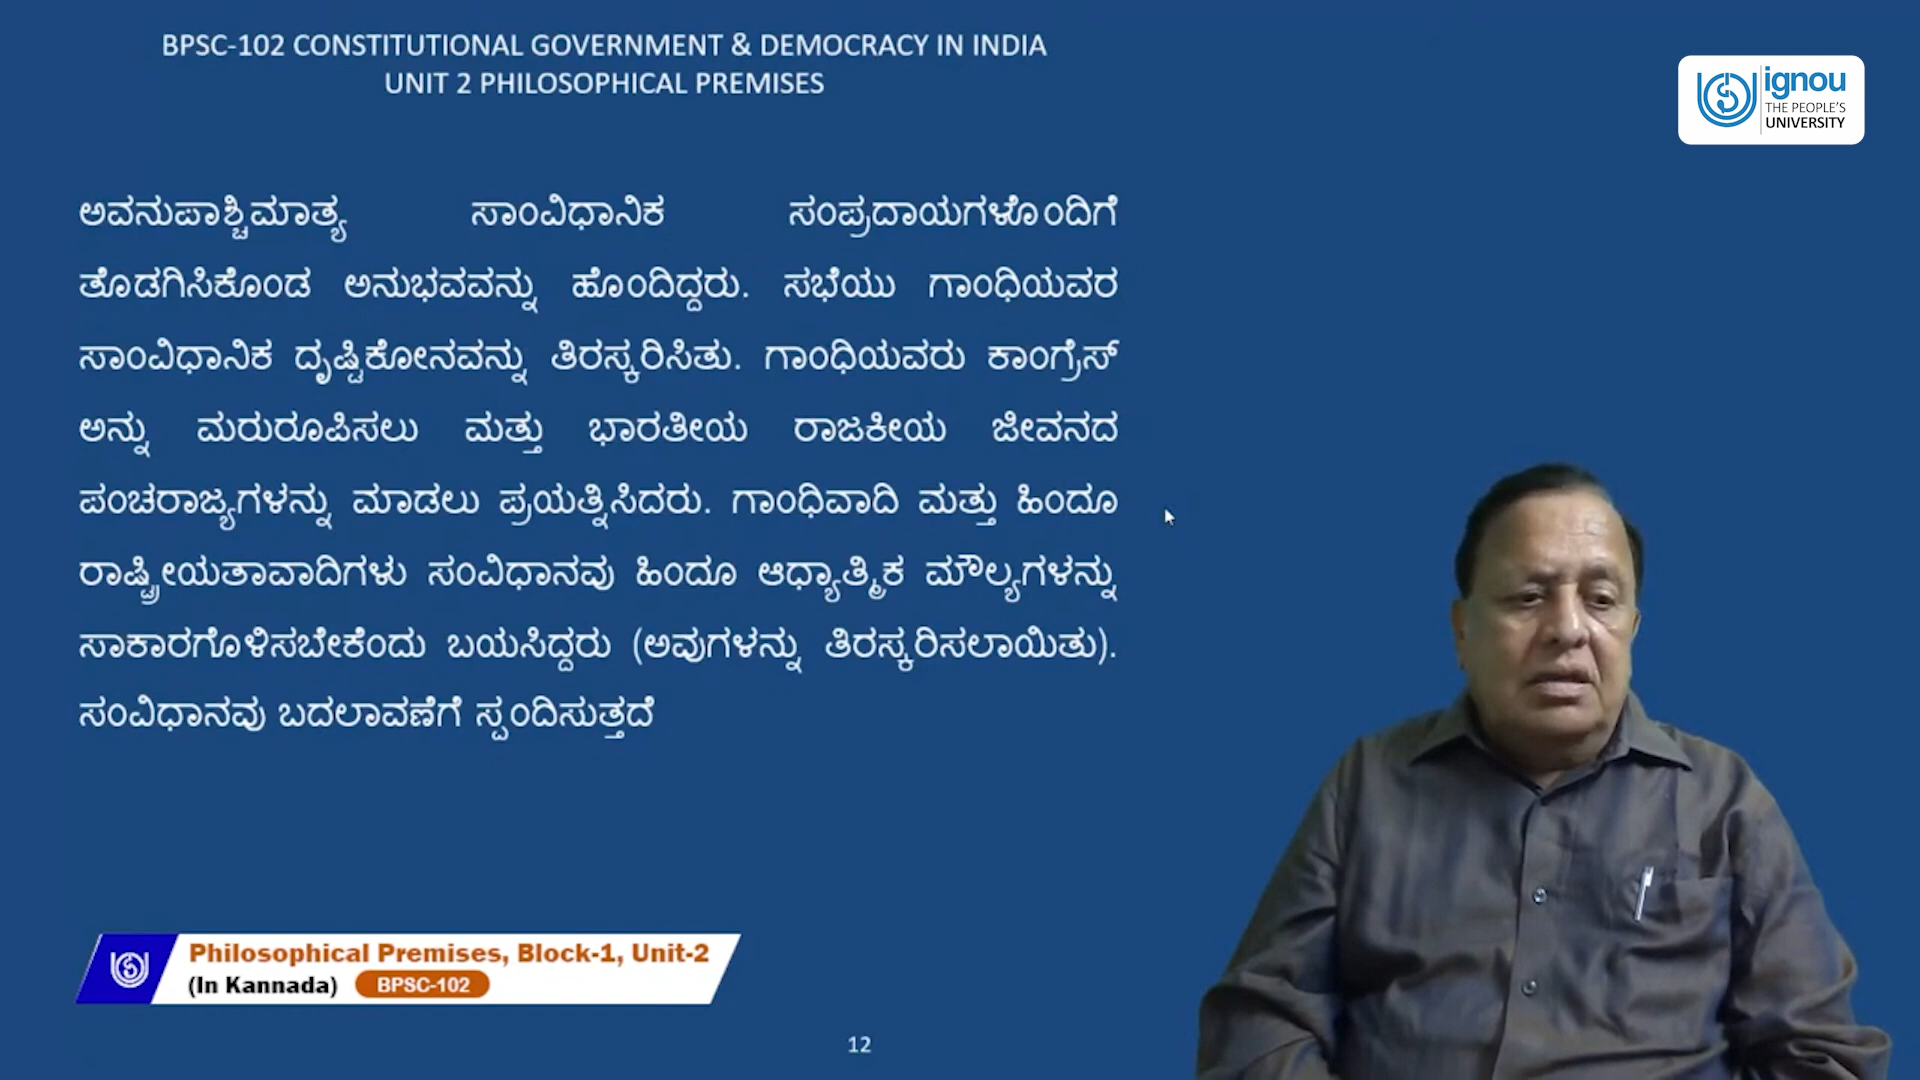 BPSC-102 CONSTITUTIONAL GOVERNMENT & DEMOCRACY IN INDIA
UNIT 2 PHILOSOPHICAL PREMISES
ignou
THE PEOPLE'S
UNIVERSITY
ಅವನುಪಾಶ್ಚಿಮಾತ್ಯ ಸಾಂವಿಧಾನಿಕ ಸಂಪ್ರದಾಯಗಳೊಂದಿಗೆ
ತೊಡಗಿಸಿಕೊಂಡ ಅನುಭವವನ್ನು ಹೊಂದಿದ್ದರು. ಸಭೆಯು ಗಾಂಧಿಯವರ
ಸಾಂವಿಧಾನಿಕ ದೃಷ್ಟಿಕೋನವನ್ನು ತಿರಸ್ಕರಿಸಿತು. ಗಾಂಧಿಯವರು ಕಾಂಗ್ರೆಸ್
ಅನ್ನು ಮರುರೂಪಿಸಲು ಮತ್ತು ಭಾರತೀಯ ರಾಜಕೀಯ ಜೀವನದ
ಪಂಚರಾಜ್ಯಗಳನ್ನು ಮಾಡಲು ಪ್ರಯತ್ನಿಸಿದರು. ಗಾಂಧಿವಾದಿ ಮತ್ತು ಹಿಂದೂ
ರಾಷ್ಟ್ರೀಯತಾವಾದಿಗಳು ಸಂವಿಧಾನವು ಹಿಂದೂ ಆಧ್ಯಾತ್ಮಿಕ ಮೌಲ್ಯಗಳನ್ನು
ಸಾಕಾರಗೊಳಿಸಬೇಕೆಂದು ಬಯಸಿದ್ದರು (ಅವುಗಳನ್ನು ತಿರಸ್ಕರಿಸಲಾಯಿತು).
ಸಂವಿಧಾನವು ಬದಲಾವಣೆಗೆ ಸ್ಪಂದಿಸುತ್ತದೆ
Philosophical Premises, Block-1, Unit-2
(In Kannada) BPSC-102
12